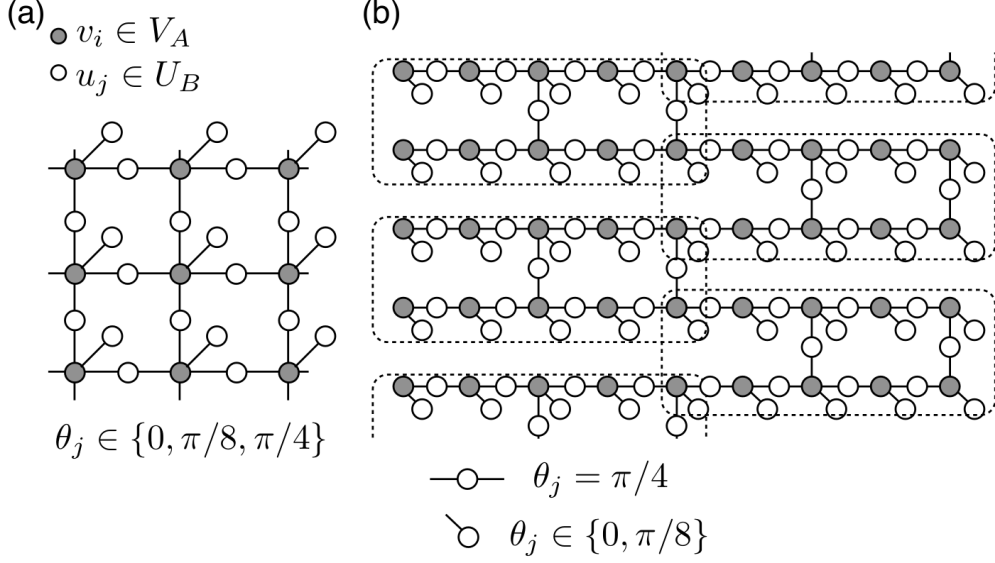 (a)
v_i ∈ V_A
u_j ∈ U_B
θ_j ∈ {0, π/8, π/4}
(b)
θ_j = π/4
θ_j ∈ {0, π/8}